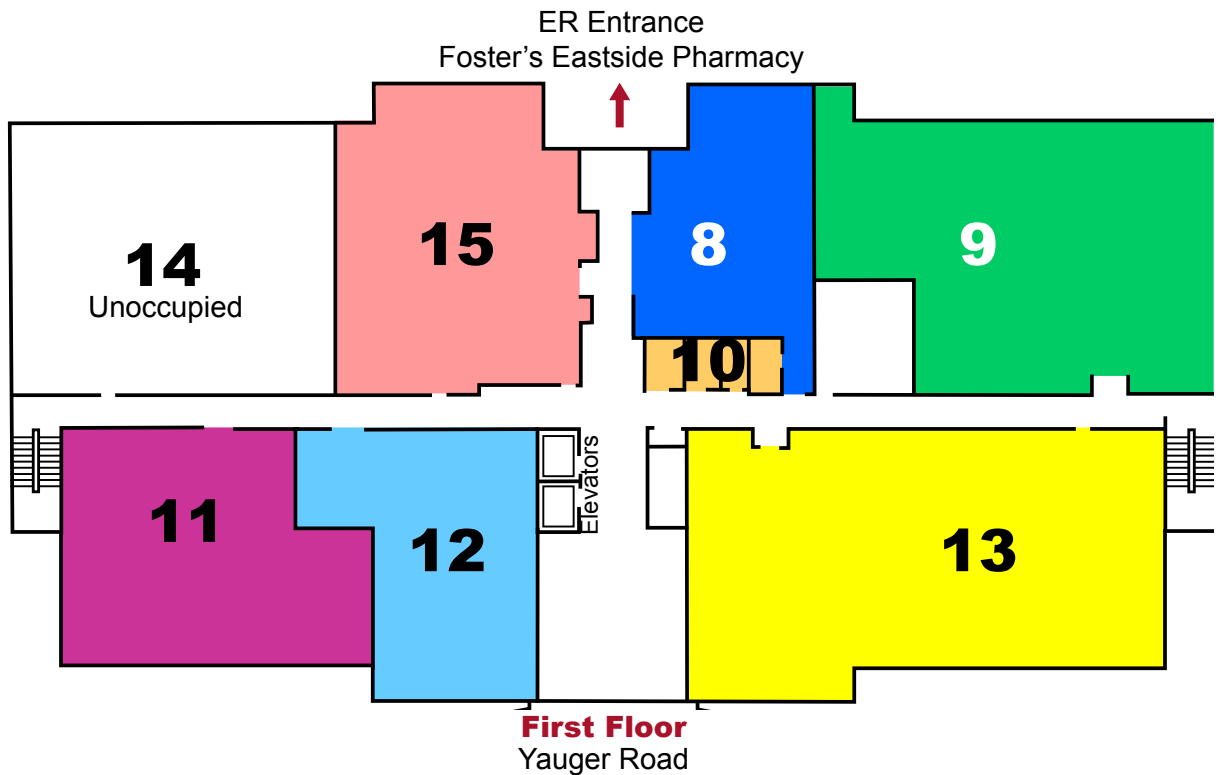 ER Entrance
Foster's Eastside Pharmacy
14
Unoccupied
15
8
9
10
11
12
Elevators
13
First Floor
Yauger Road